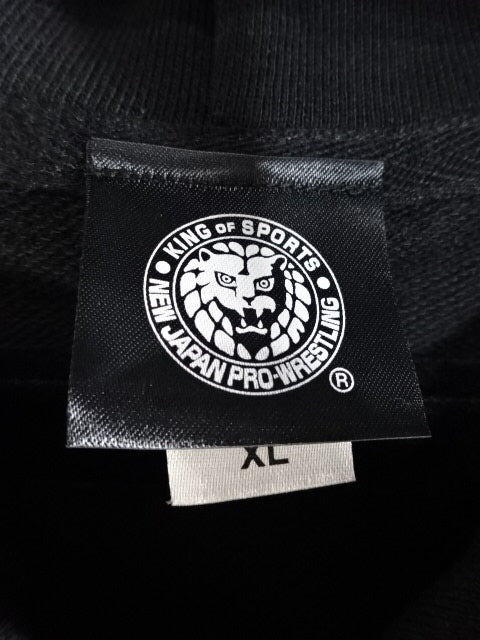 KING OF SPORTS
NEW JAPAN PRO-WRESTLING
®
XL